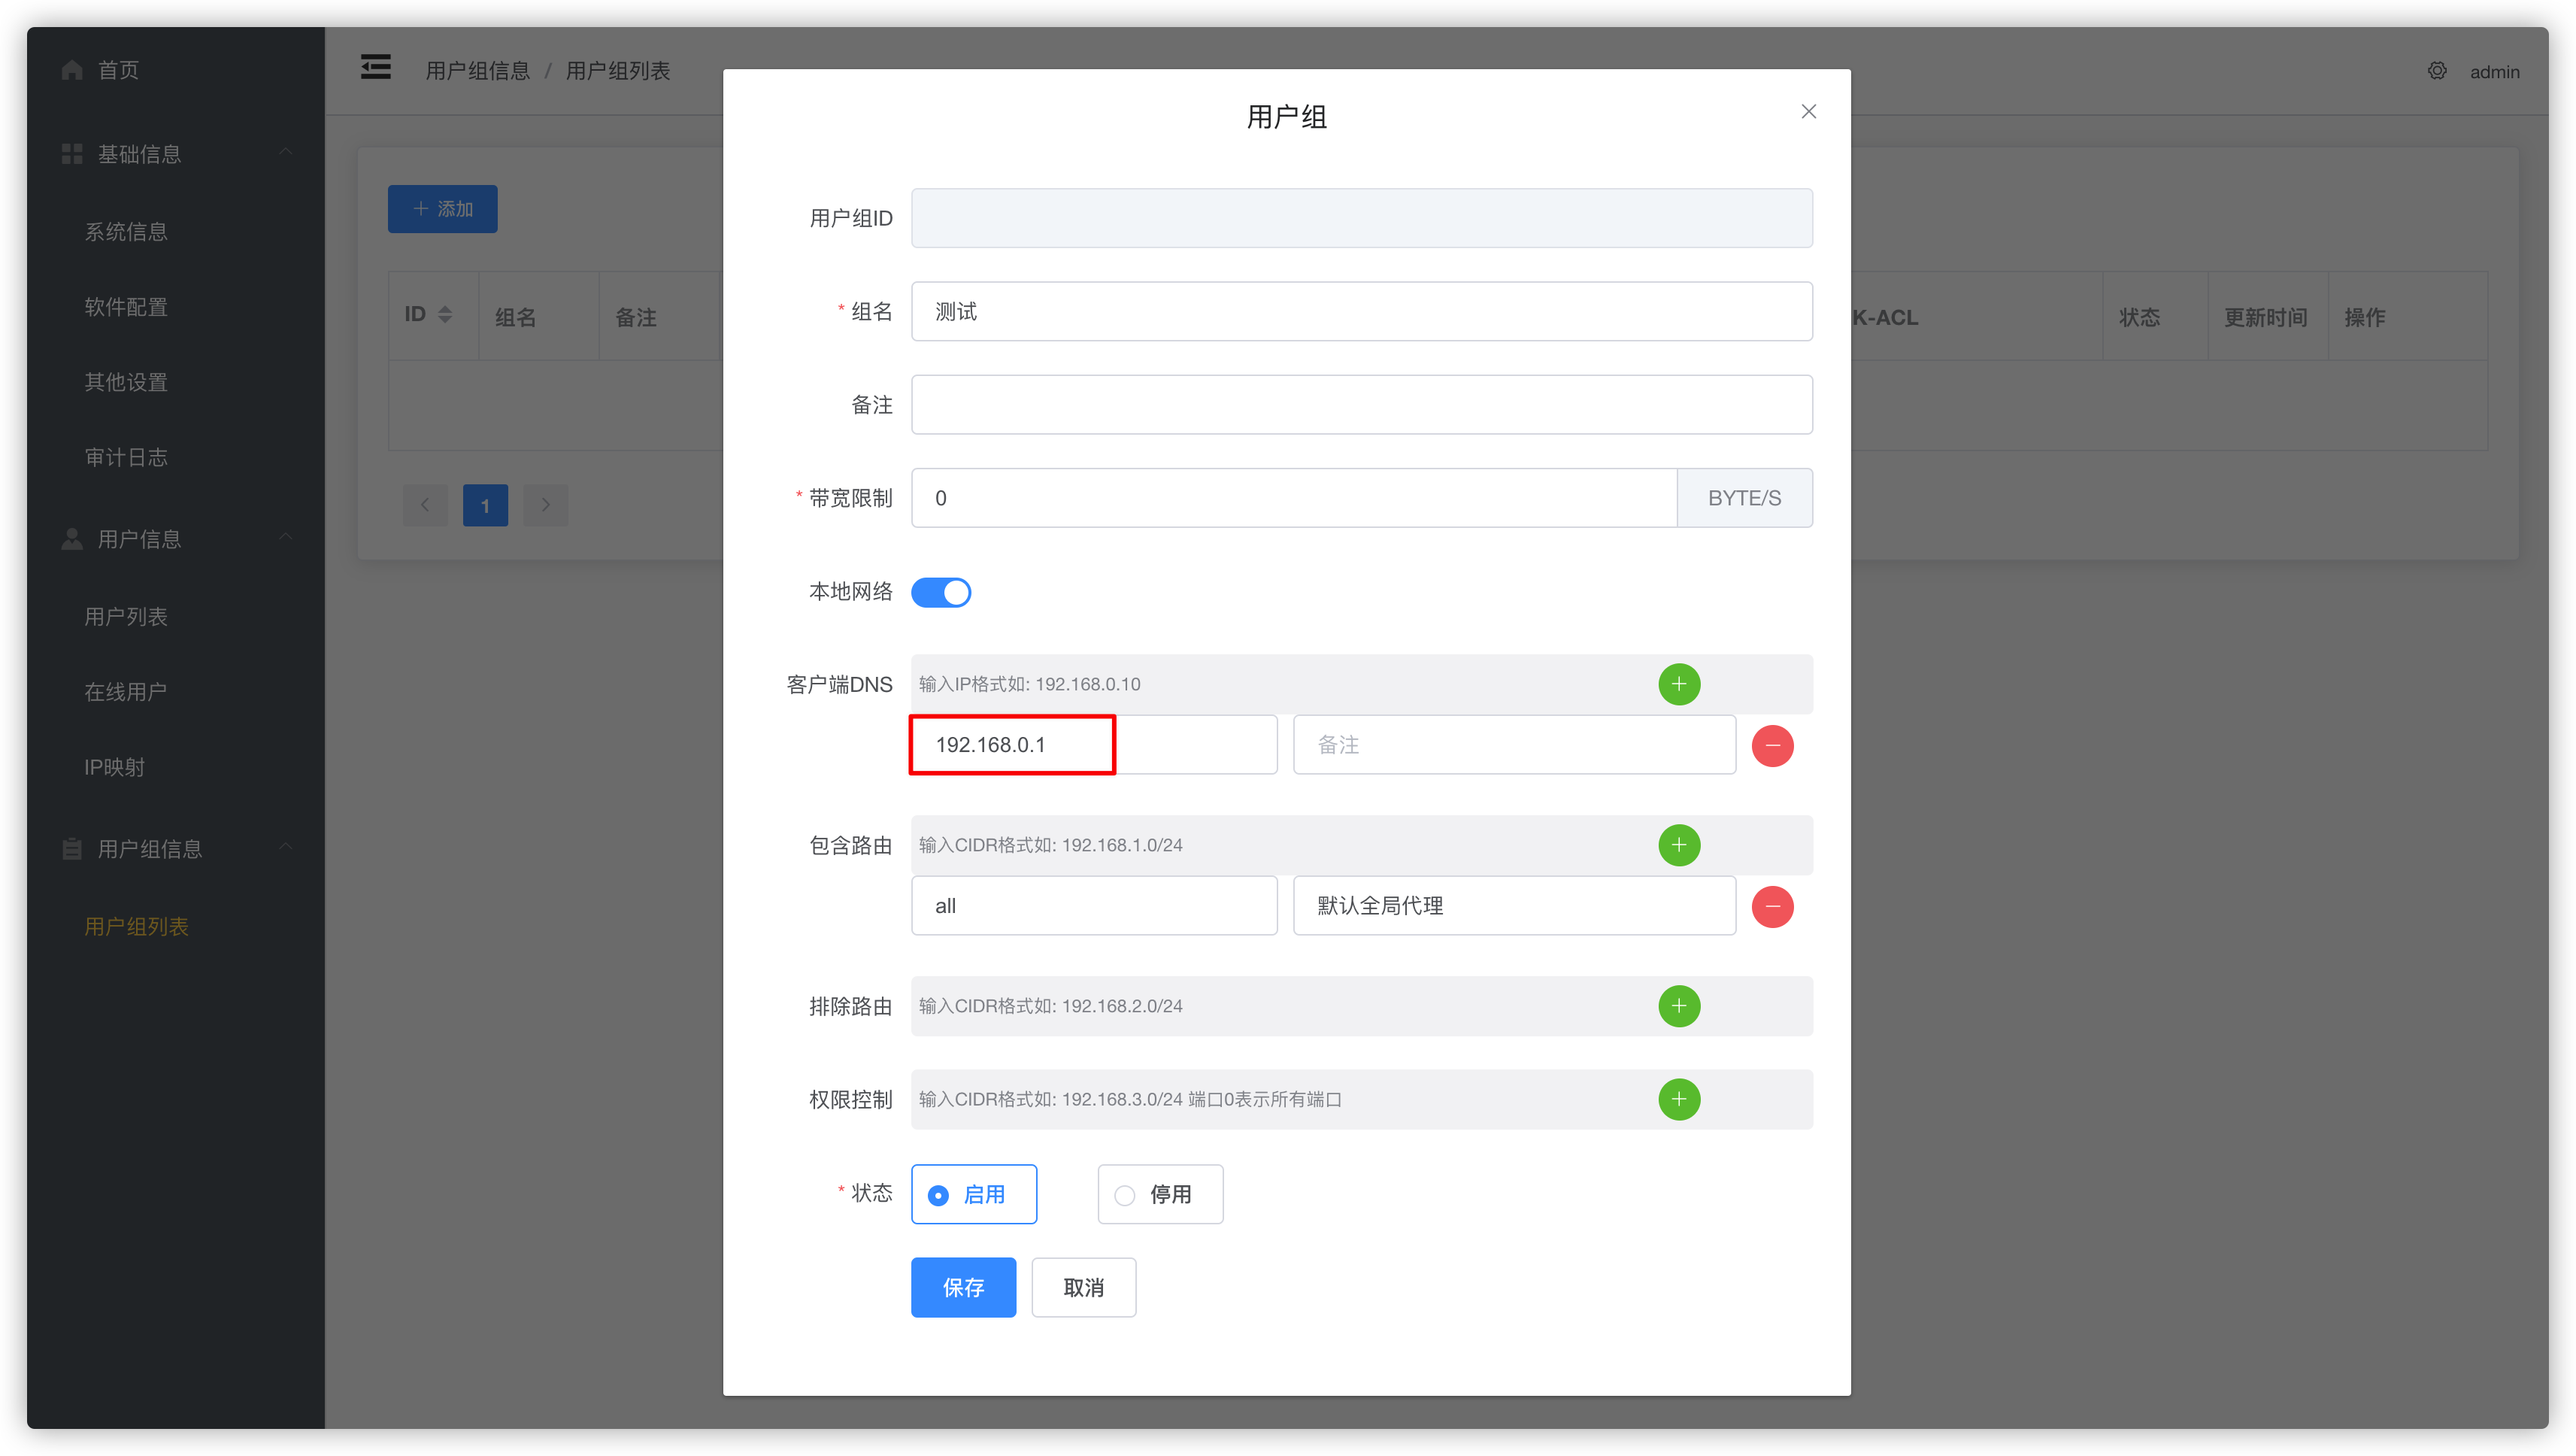 首页
基础信息
系统信息
软件配置
其他设置
审计日志
用户信息
用户列表
在线用户
IP映射
用户组信息
用户组列表
用户组信息 / 用户组列表
admin
+ 添加
ID 组名 备注 K-ACL 状态 更新时间 操作
1
用户组
用户组ID
* 组名 测试
备注
* 带宽限制 0 BYTE/S
本地网络
客户端DNS 输入IP格式如: 192.168.0.10
192.168.0.1 备注
包含路由 输入CIDR格式如: 192.168.1.0/24
all 默认全局代理
排除路由 输入CIDR格式如: 192.168.2.0/24
权限控制 输入CIDR格式如: 192.168.3.0/24 端口0表示所有端口
* 状态 启用 停用
保存 取消